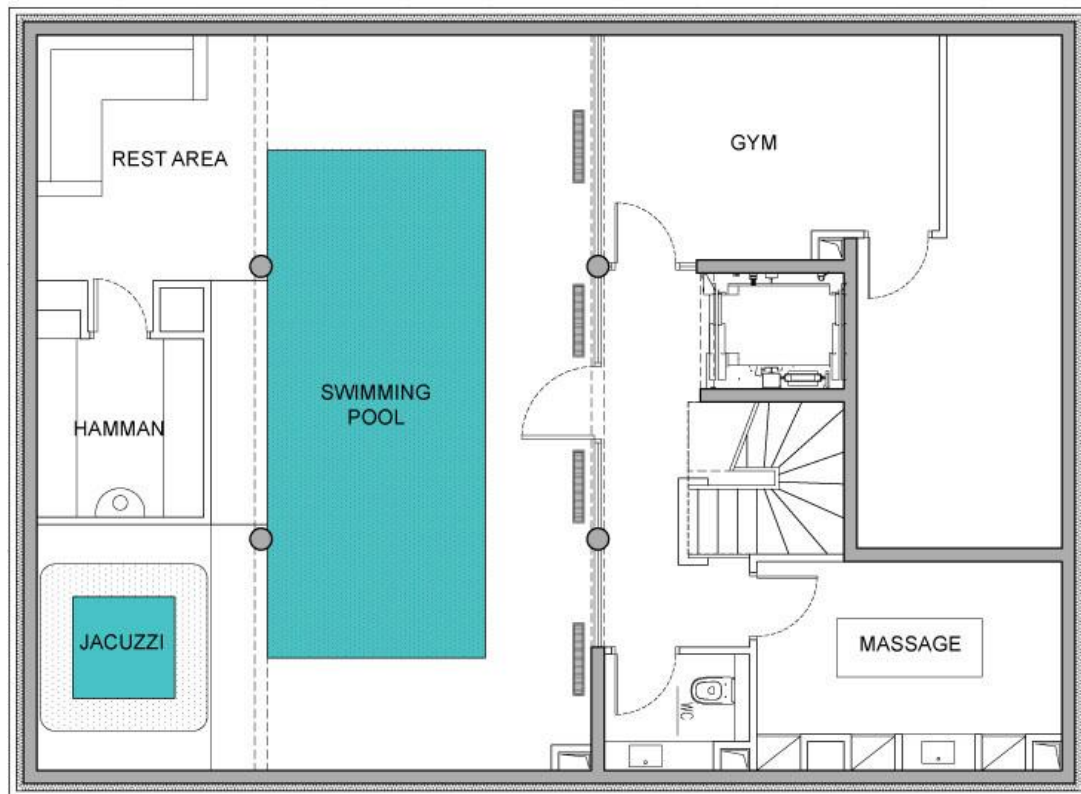 GYM
REST AREA
SWIMMING
POOL
HAMMAN
JACUZZI
MASSAGE
WC